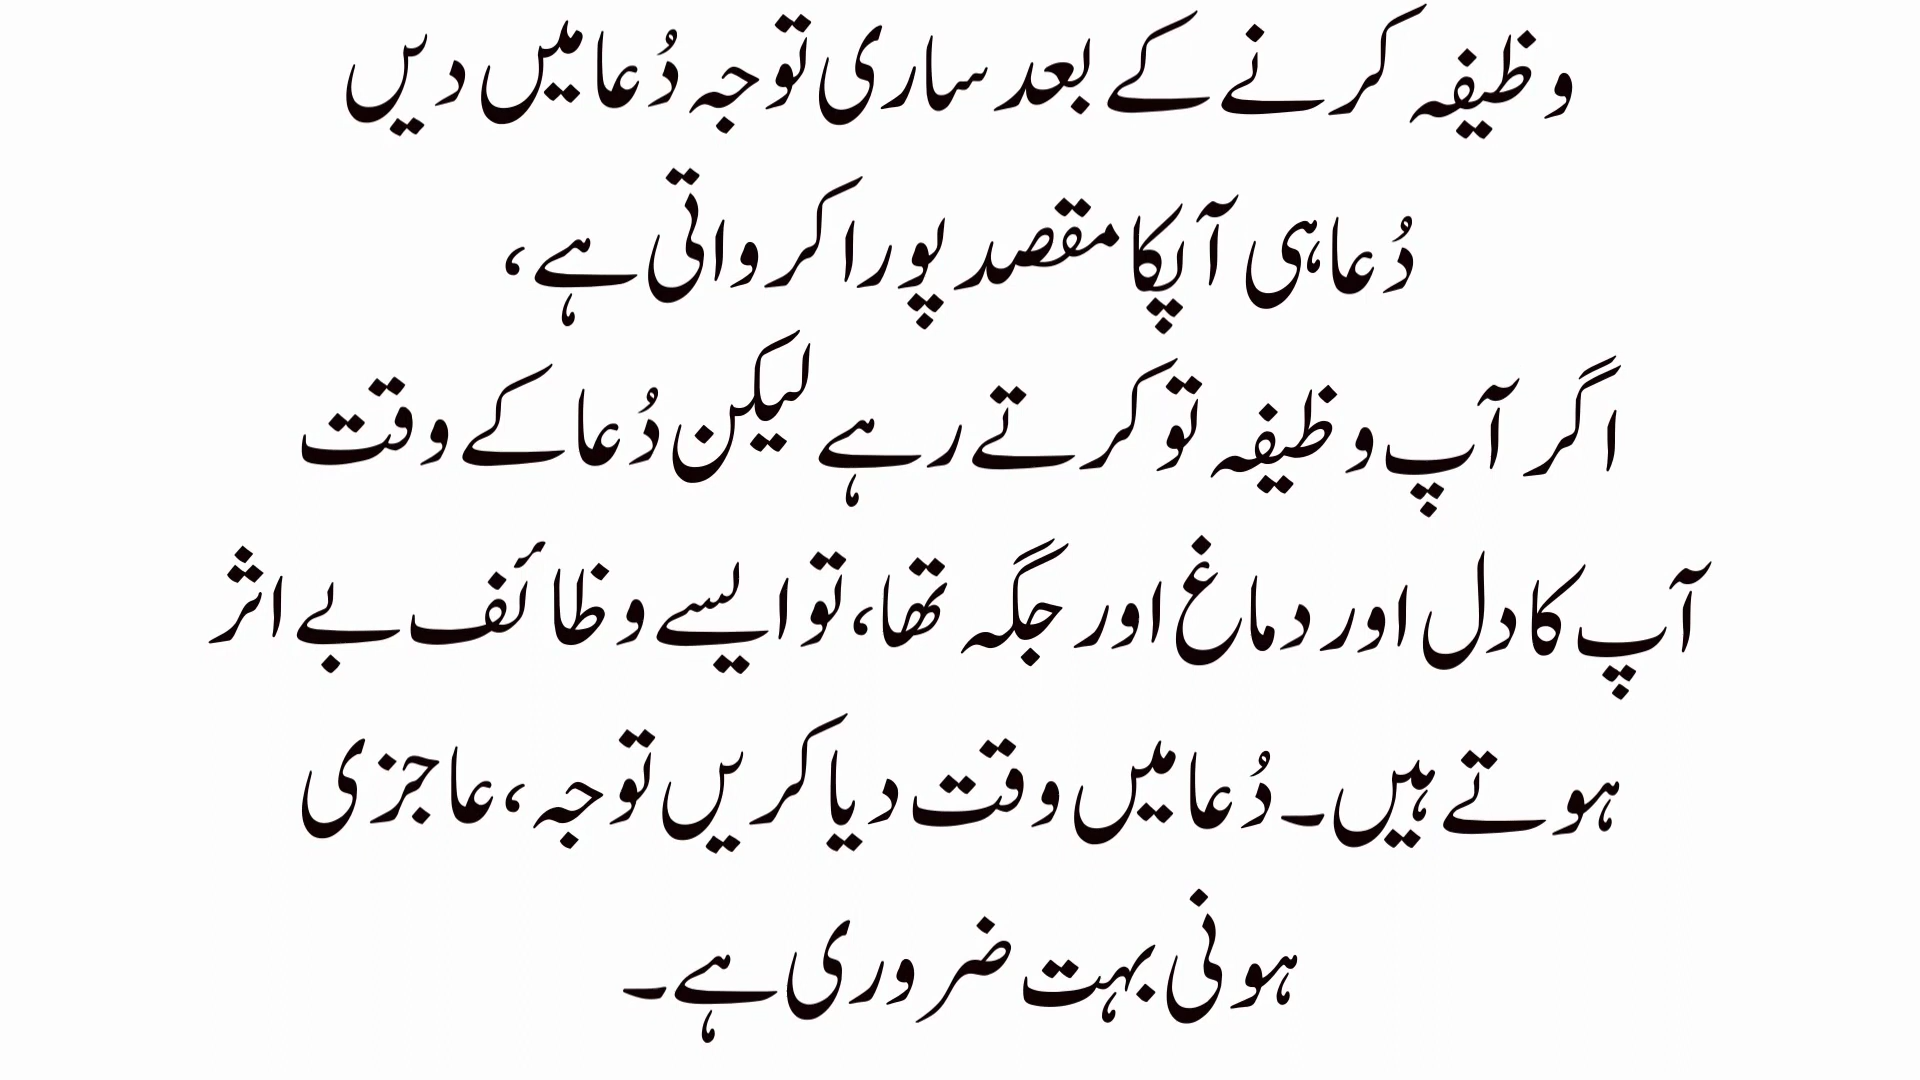 وظیفہ کرنے کے بعد ساری توجہ دُعا میں دیں
دُعا ہی آپکا مقصد پورا کرواتی ہے،
اگر آپ وظیفہ تو کرتے رہے لیکن دُعا کے وقت
آپ کا دل اور دماغ اور جگہ تھا، تو ایسے وظائف بے اثر
ہوتے ہیں۔ دُعا میں وقت دیا کریں توجہ، عاجزی
ہونی بہت ضروری ہے۔